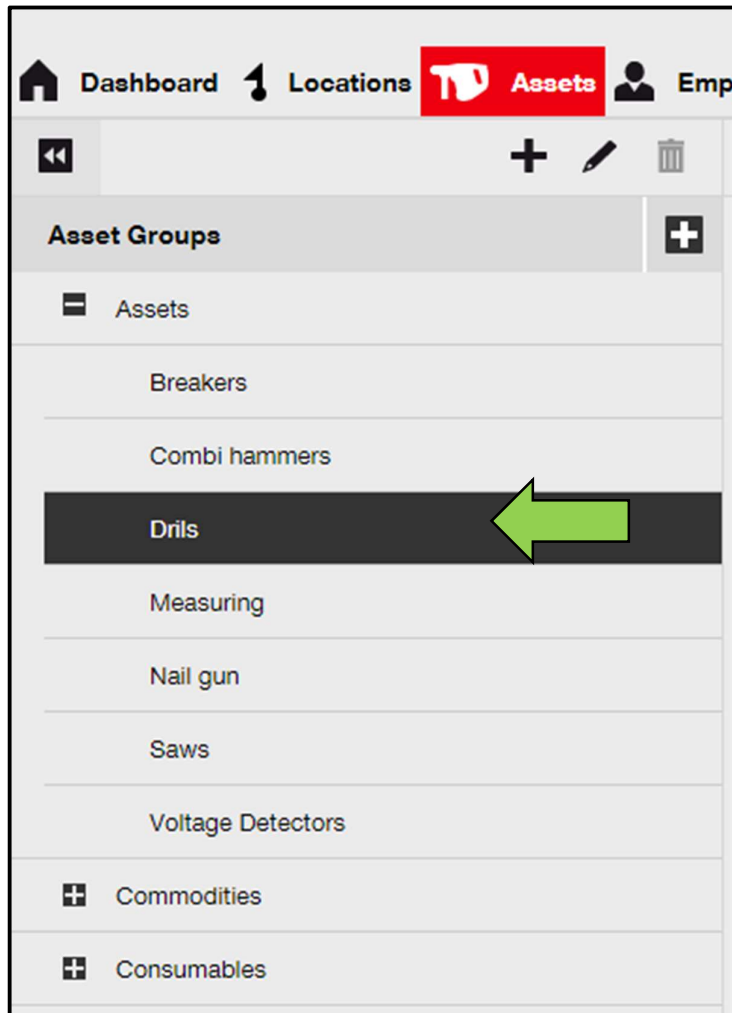 Dashboard Locations Assets Emp
Asset Groups
Assets
Breakers
Combi hammers
Drils
Measuring
Nail gun
Saws
Voltage Detectors
Commodities
Consumables